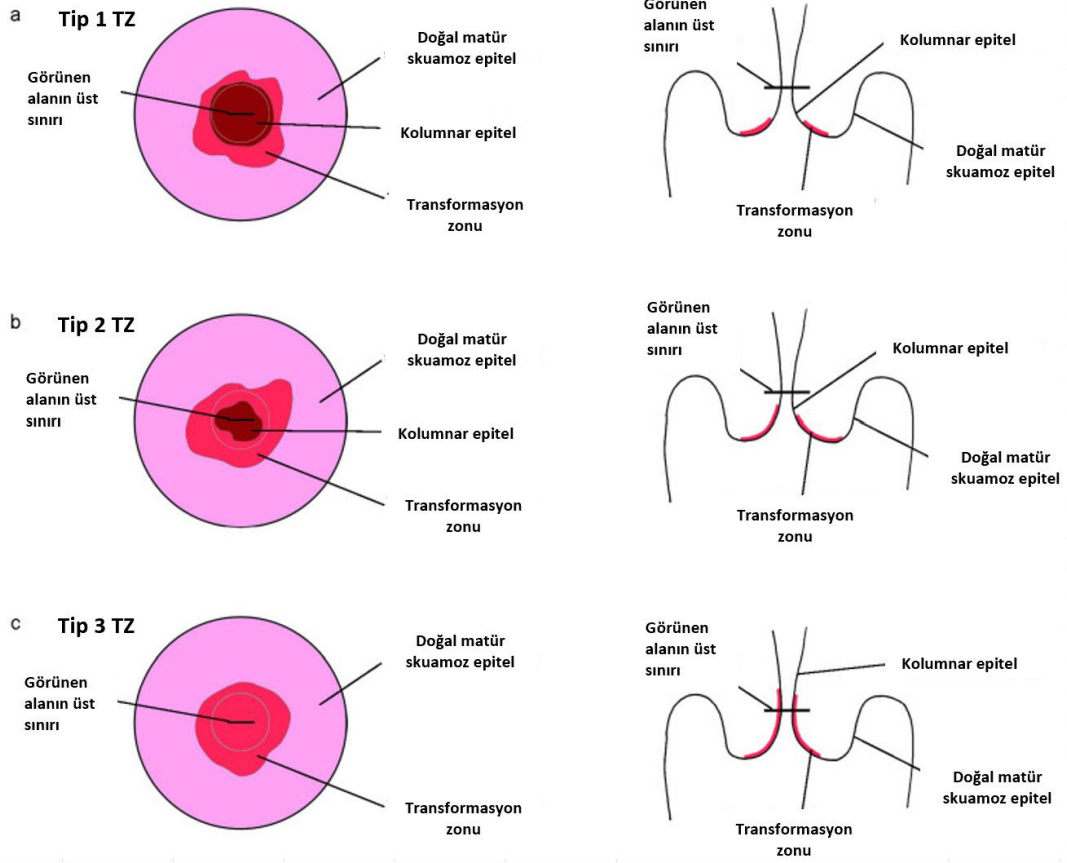 a
Tip 1 TZ
Görünen
alanın üst
sınırı
Doğal matür
skuamoz epitel
Kolumnar epitel
Transformasyon
zonu
Görünen
alanın üst
sınırı
Kolumnar epitel
Doğal matür
skuamoz epitel
Transformasyon
zonu
b
Tip 2 TZ
Görünen
alanın üst
sınırı
Doğal matür
skuamoz epitel
Kolumnar epitel
Transformasyon
zonu
Görünen
alanın üst
sınırı
Kolumnar epitel
Doğal matür
skuamoz epitel
Transformasyon
zonu
c
Tip 3 TZ
Görünen
alanın üst
sınırı
Doğal matür
skuamoz epitel
Transformasyon
zonu
Görünen
alanın üst
sınırı
Kolumnar epitel
Doğal matür
skuamoz epitel
Transformasyon
zonu